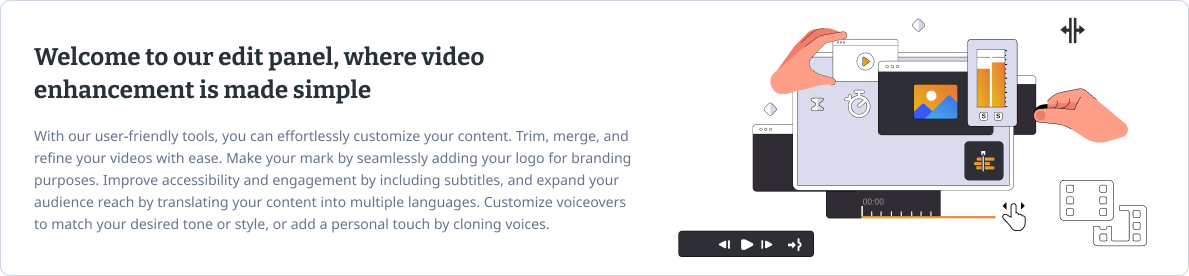 Welcome to our edit panel, where video
enhancement is made simple
With our user-friendly tools, you can effortlessly customize your content. Trim, merge, and
refine your videos with ease. Make your mark by seamlessly adding your logo for branding
purposes. Improve accessibility and engagement by including subtitles, and expand your
audience reach by translating your content into multiple languages. Customize voiceovers
to match your desired tone or style, or add a personal touch by cloning voices.
S S
00:00